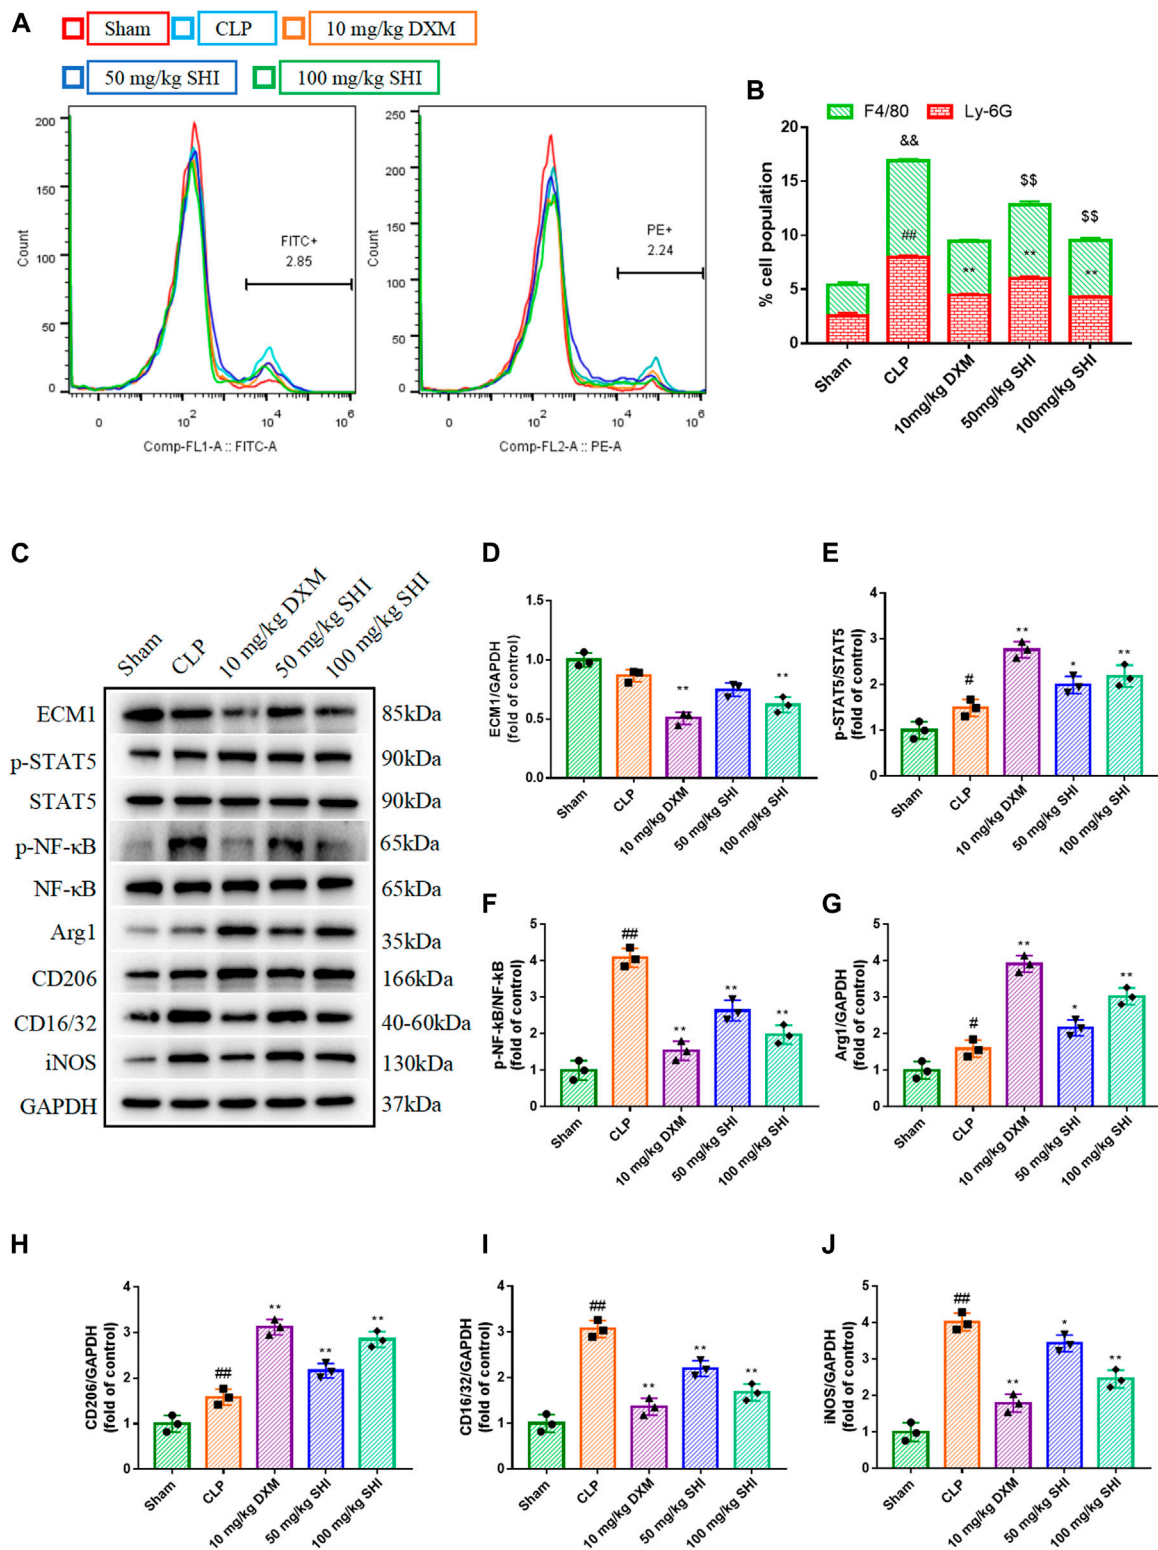 A
Sham CLP 10 mg/kg DXM
50 mg/kg SHI 100 mg/kg SHI
200
150
100
50
0
Count
FITC+
2.85
0 10^2 10^4 10^6
Comp-FL1-A :: FITC-A
250
200
150
100
50
0
Count
PE+
2.24
0 10^2 10^4 10^6
Comp-FL2-A :: PE-A
B
F4/80 Ly-6G
20
15
10
5
0
% cell population
&&
##
**
$$
**
$$
**
Sham
CLP
10mg/kg DXM
50mg/kg SHI
100mg/kg SHI
C
Sham
CLP
10 mg/kg DXM
50 mg/kg SHI
100 mg/kg SHI
ECM1 85kDa
p-STAT5 90kDa
STAT5 90kDa
p-NF-κB 65kDa
NF-κB 65kDa
Arg1 35kDa
CD206 166kDa
CD16/32 40-60kDa
iNOS 130kDa
GAPDH 37kDa
D
ECM1/GAPDH
(fold of control)
1.5
1.0
0.5
0.0
**
**
Sham
CLP
10 mg/kg DXM
50 mg/kg SHI
100 mg/kg SHI
E
p-STAT5/STAT5
(fold of control)
4
3
2
1
0
#
**
*
**
Sham
CLP
10 mg/kg DXM
50 mg/kg SHI
100 mg/kg SHI
F
p-NF-kB/NF-kB
(fold of control)
5
4
3
2
1
0
##
**
**
**
Sham
CLP
10 mg/kg DXM
50 mg/kg SHI
100 mg/kg SHI
G
Arg1/GAPDH
(fold of control)
5
4
3
2
1
0
#
**
*
**
Sham
CLP
10 mg/kg DXM
50 mg/kg SHI
100 mg/kg SHI
H
CD206/GAPDH
(fold of control)
4
3
2
1
0
##
**
**
**
Sham
CLP
10 mg/kg DXM
50 mg/kg SHI
100 mg/kg SHI
I
CD16/32/GAPDH
(fold of control)
4
3
2
1
0
##
**
**
**
Sham
CLP
10 mg/kg DXM
50 mg/kg SHI
100 mg/kg SHI
J
iNOS/GAPDH
(fold of control)
5
4
3
2
1
0
##
**
*
**
Sham
CLP
10 mg/kg DXM
50 mg/kg SHI
100 mg/kg SHI